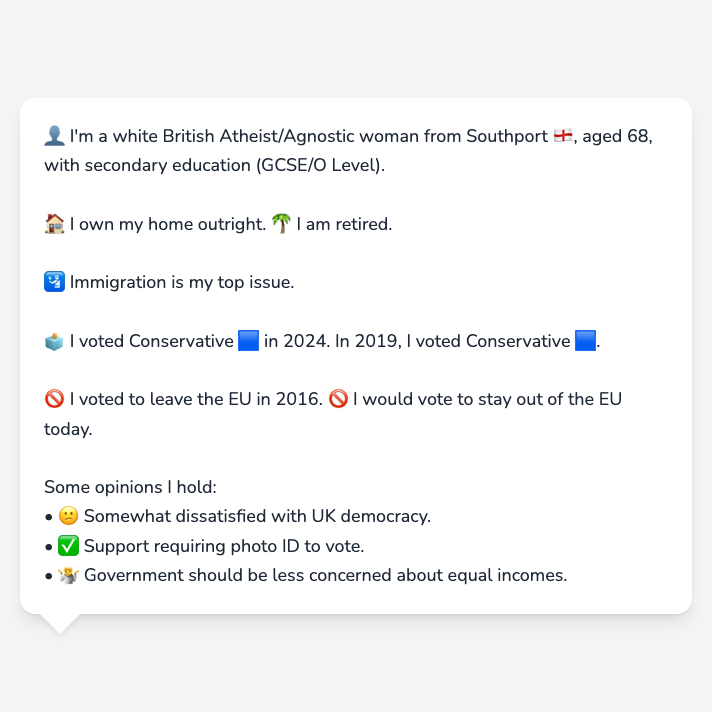 👤 I'm a white British Atheist/Agnostic woman from Southport 🏴󠁧󠁢󠁥󠁮󠁧󠁿, aged 68,
with secondary education (GCSE/O Level).
🏠 I own my home outright. 🌴 I am retired.
🛂 Immigration is my top issue.
🗳️ I voted Conservative 🟦 in 2024. In 2019, I voted Conservative 🟦.
🚫 I voted to leave the EU in 2016. 🚫 I would vote to stay out of the EU
today.
Some opinions I hold:
• 😕 Somewhat dissatisfied with UK democracy.
• ✅ Support requiring photo ID to vote.
• 🤷 Government should be less concerned about equal incomes.